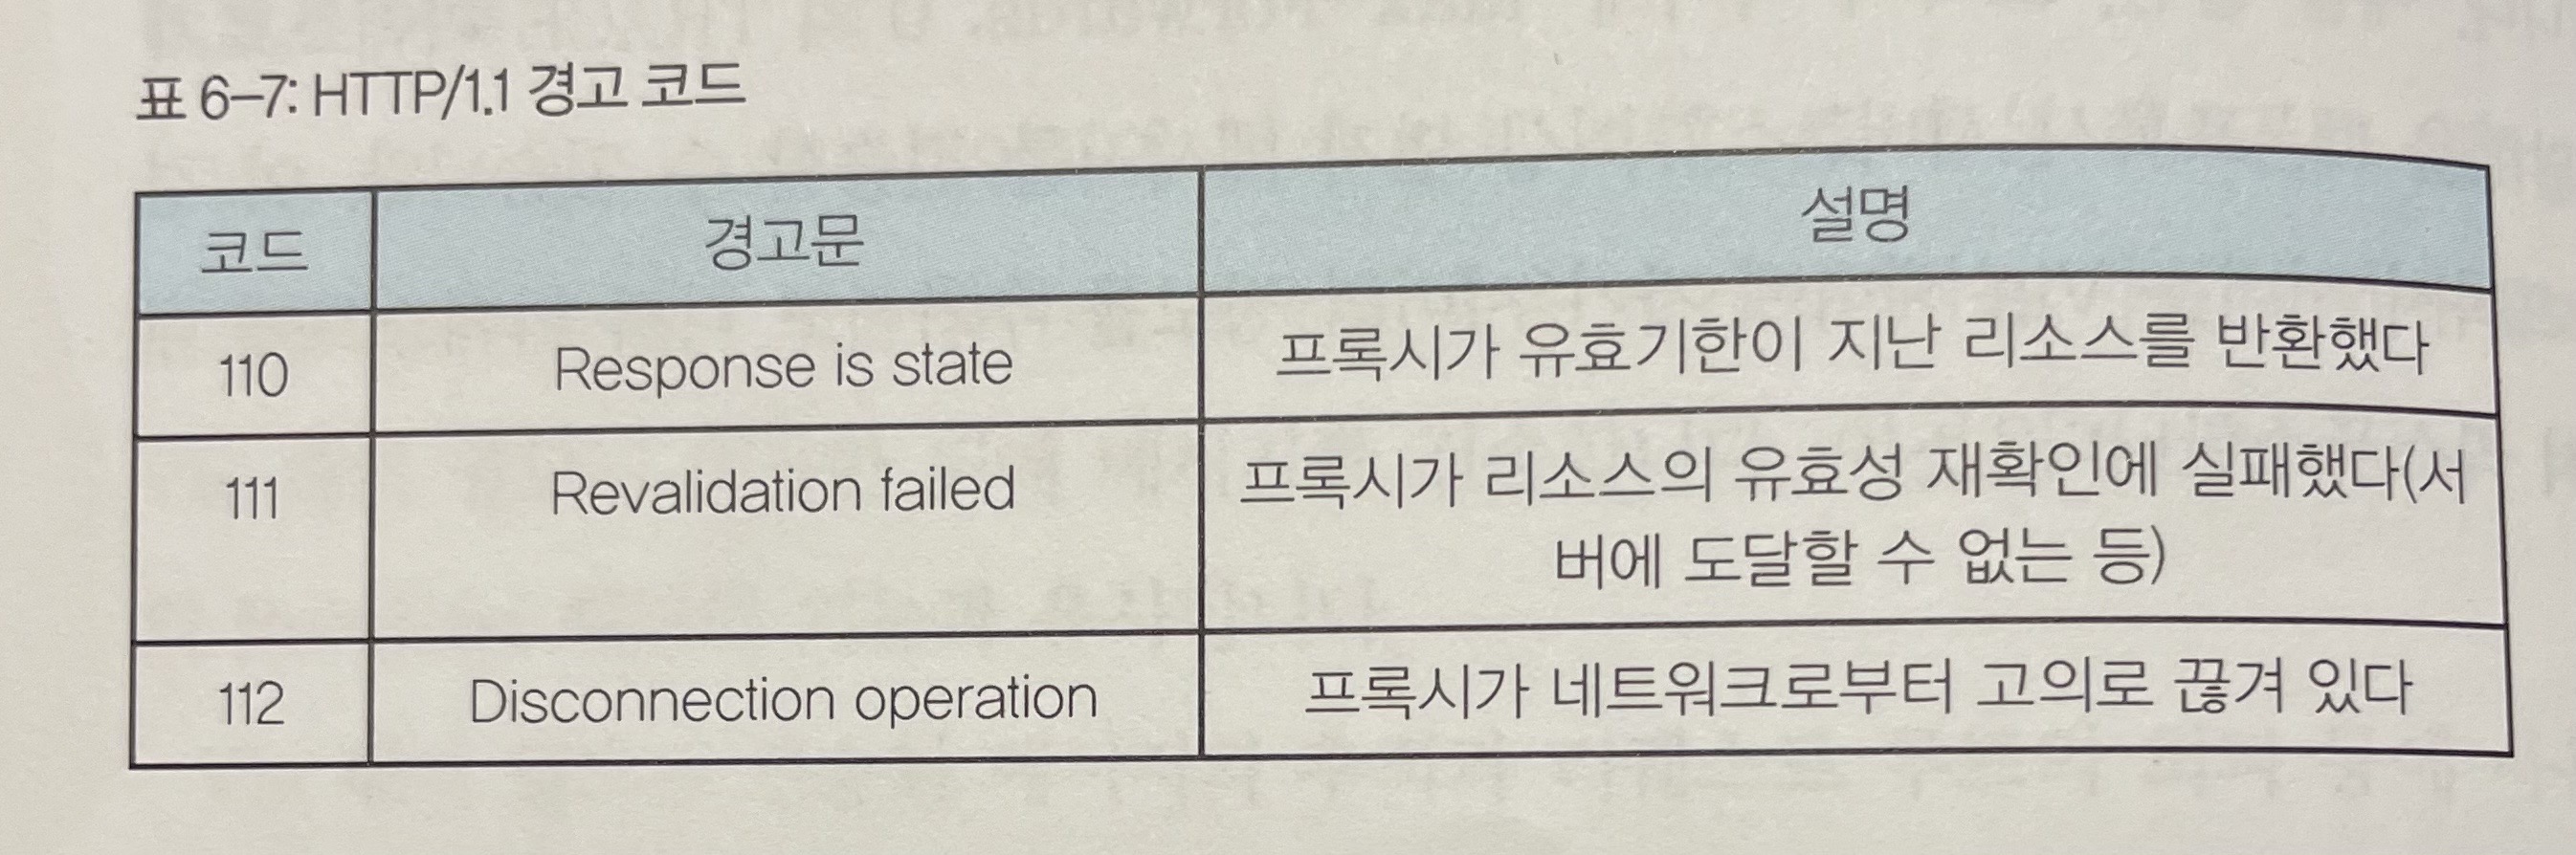 표 6-7: HTTP/1.1 경고 코드
코드 경고문 설명
110 Response is state 프록시가 유효기한이 지난 리소스를 반환했다
111 Revalidation failed 프록시가 리소스의 유효성 재확인에 실패했다(서
버에 도달할 수 없는 등)
112 Disconnection operation 프록시가 네트워크로부터 고의로 끊겨 있다